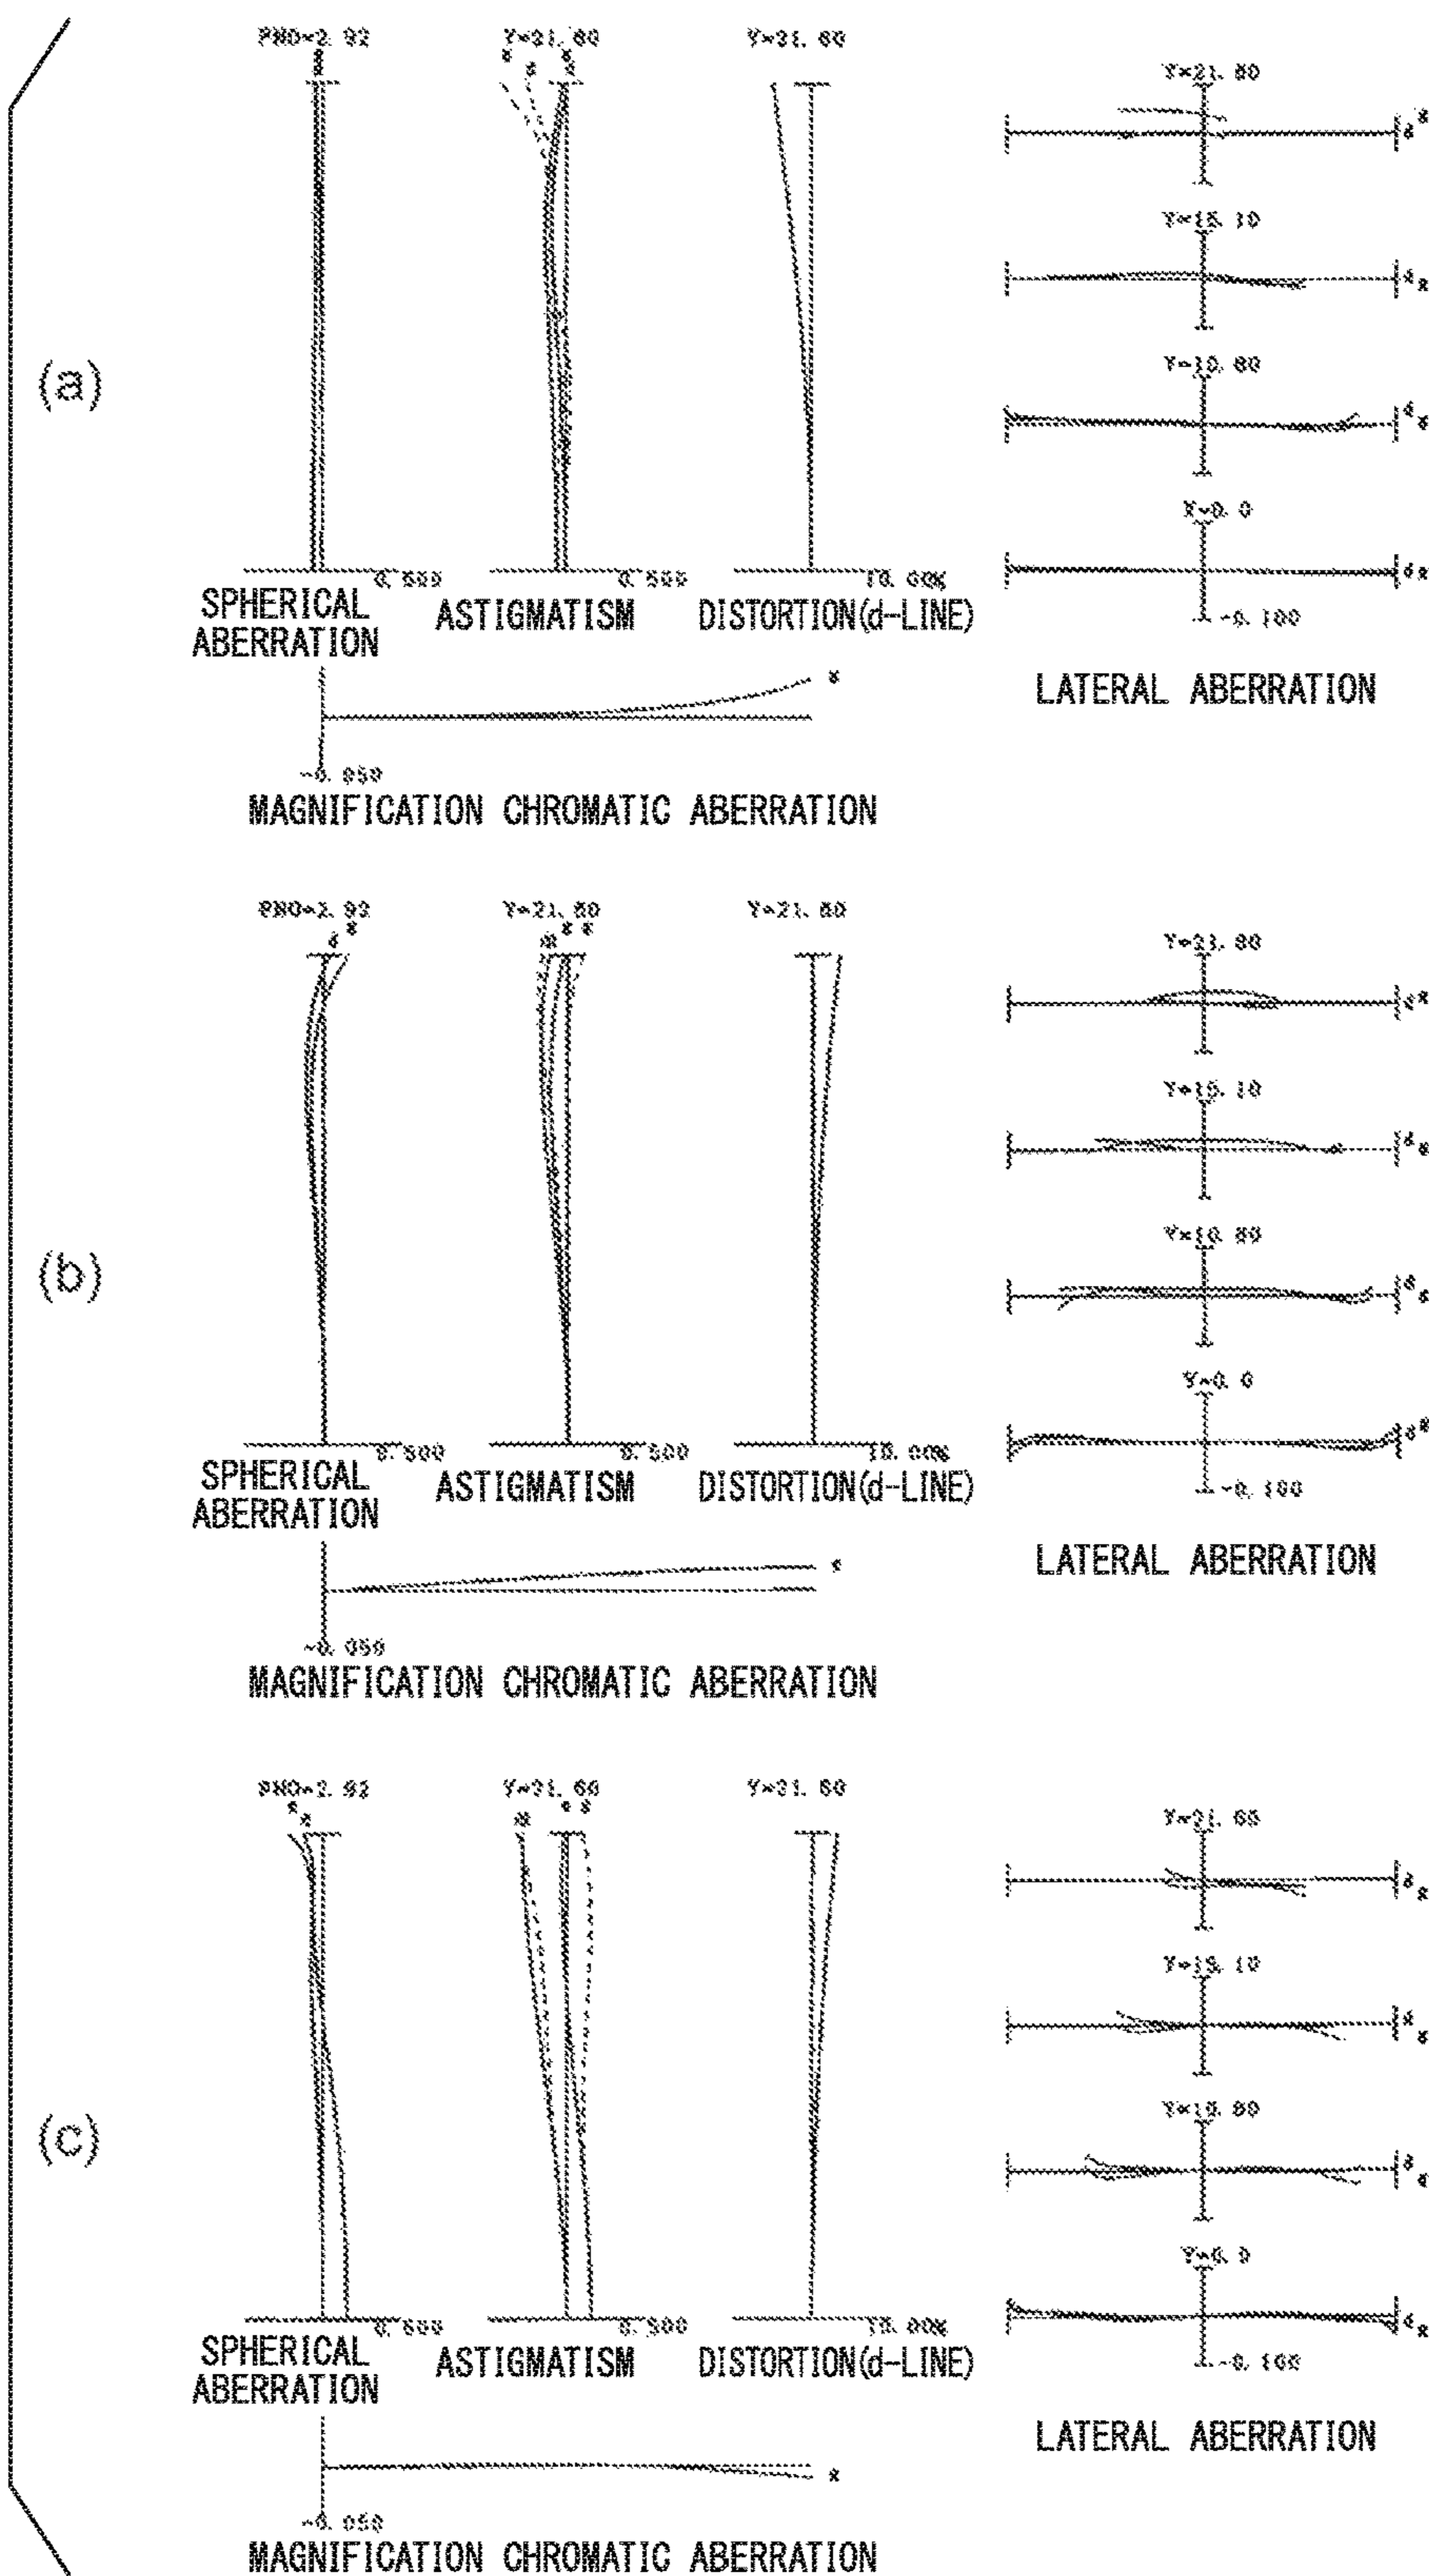 (a)
FNO=2.92
Y=21.60
Y=21.60
0.500
0.500
10.00%
SPHERICAL
ABERRATION
ASTIGMATISM
DISTORTION(d-LINE)
-0.050
MAGNIFICATION CHROMATIC ABERRATION
Y=21.60
Y=15.10
Y=10.80
Y=0.0
-0.100
LATERAL ABERRATION
(b)
FNO=2.92
Y=21.60
Y=21.60
0.500
0.500
10.00%
SPHERICAL
ABERRATION
ASTIGMATISM
DISTORTION(d-LINE)
-0.050
MAGNIFICATION CHROMATIC ABERRATION
Y=21.60
Y=15.10
Y=10.80
Y=0.0
-0.100
LATERAL ABERRATION
(c)
FNO=2.92
Y=21.60
Y=21.60
0.500
0.500
10.00%
SPHERICAL
ABERRATION
ASTIGMATISM
DISTORTION(d-LINE)
-0.050
MAGNIFICATION CHROMATIC ABERRATION
Y=21.60
Y=15.10
Y=10.80
Y=0.0
-0.100
LATERAL ABERRATION